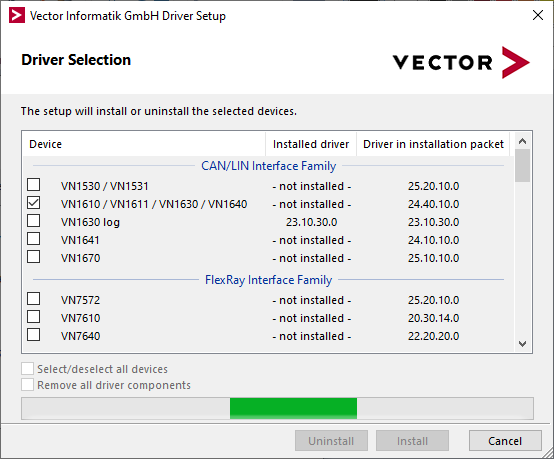 Vector Informatik GmbH Driver Setup
Driver Selection
VECTOR
The setup will install or uninstall the selected devices.
Device Installed driver Driver in installation packet
CAN/LIN Interface Family
VN1530 / VN1531 - not installed - 25.20.10.0
VN1610 / VN1611 / VN1630 / VN1640 - not installed - 24.40.10.0
VN1630 log 23.10.30.0 23.10.30.0
VN1641 - not installed - 24.10.10.0
VN1670 - not installed - 25.10.10.0
FlexRay Interface Family
VN7572 - not installed - 25.20.10.0
VN7610 - not installed - 20.30.14.0
VN7640 - not installed - 22.20.20.0
Select/deselect all devices
Remove all driver components
Uninstall Install Cancel